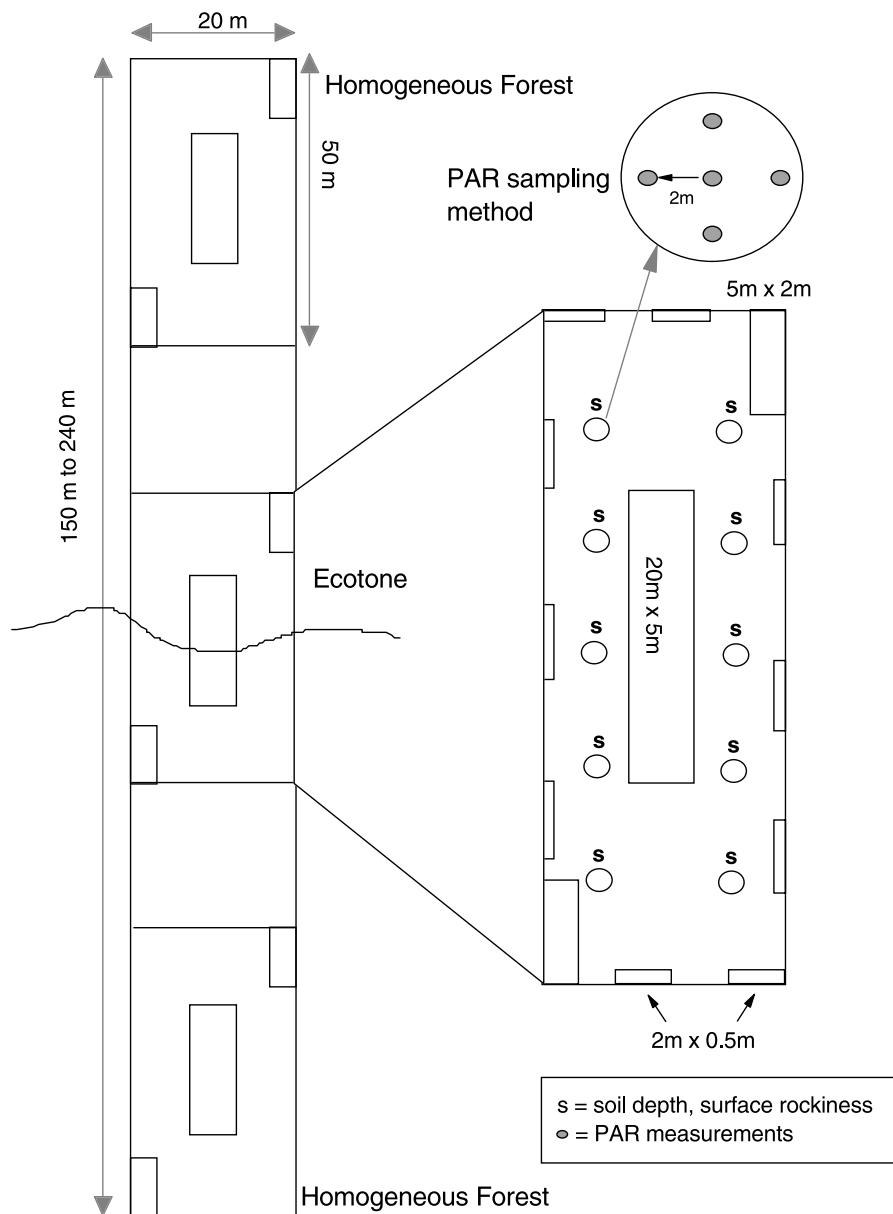 20 m
Homogeneous Forest
50 m
PAR sampling
method
2m
5m x 2m
150 m to 240 m
s
s
s
s
Ecotone
20m x 5m
s
s
s
s
s
s
2m x 0.5m
s = soil depth, surface rockiness
= PAR measurements
Homogeneous Forest